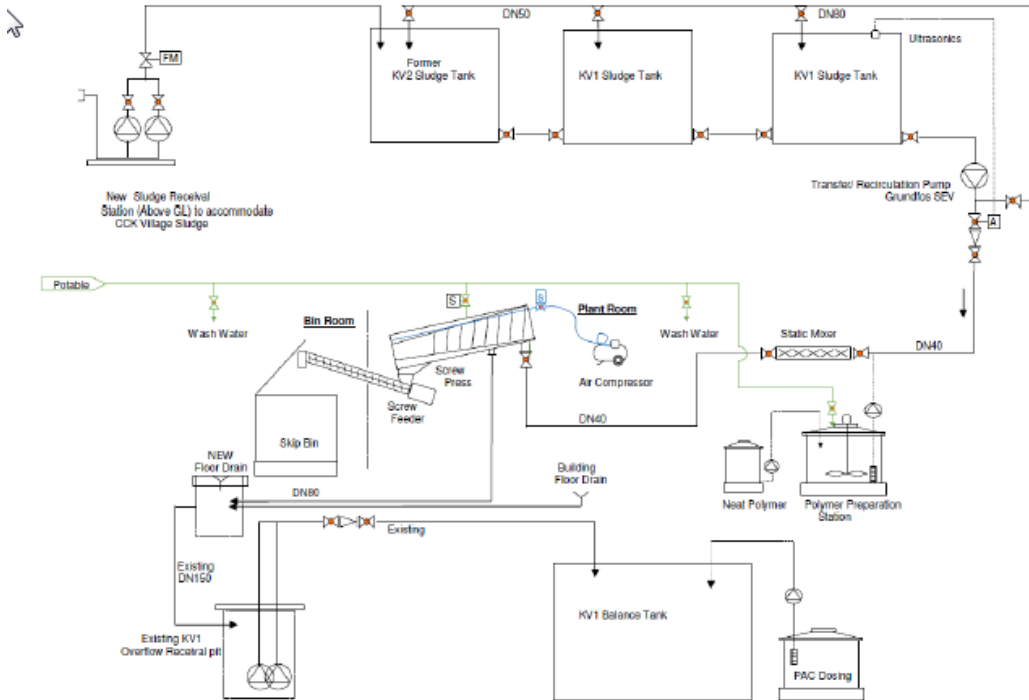 DN50
DN80
FM
Ultrasonics
Former
KV2 Sludge Tank
KV1 Sludge Tank
KV1 Sludge Tank
New Sludge Receival
Station (Above GL) to accommodate
CCK Village Sludge
Transfer/ Recirculation Pump
Grundfos SEV
A
Potable
S
S
Wash Water
Bin Room
Plant Room
Wash Water
Static Mixer
DN40
Screw
Press
Air Compressor
Screw
Feeder
DN40
Skip Bin
NEW
Floor Drain
Building
Floor Drain
DN80
Neat Polymer
Polymer Preparation
Station
Existing
Existing
DN150
KV1 Balance Tank
Existing KV1
Overflow Receival pit
PAC Dosing